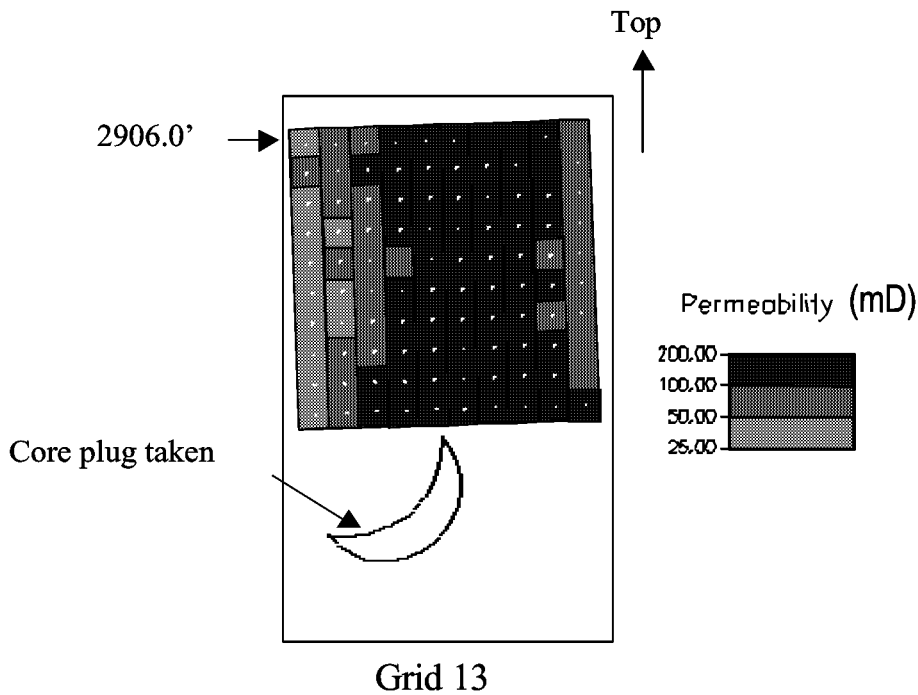 Top
2906.0’
Permeability (mD)
200.00
100.00
50.00
25.00
Core plug taken
Grid 13